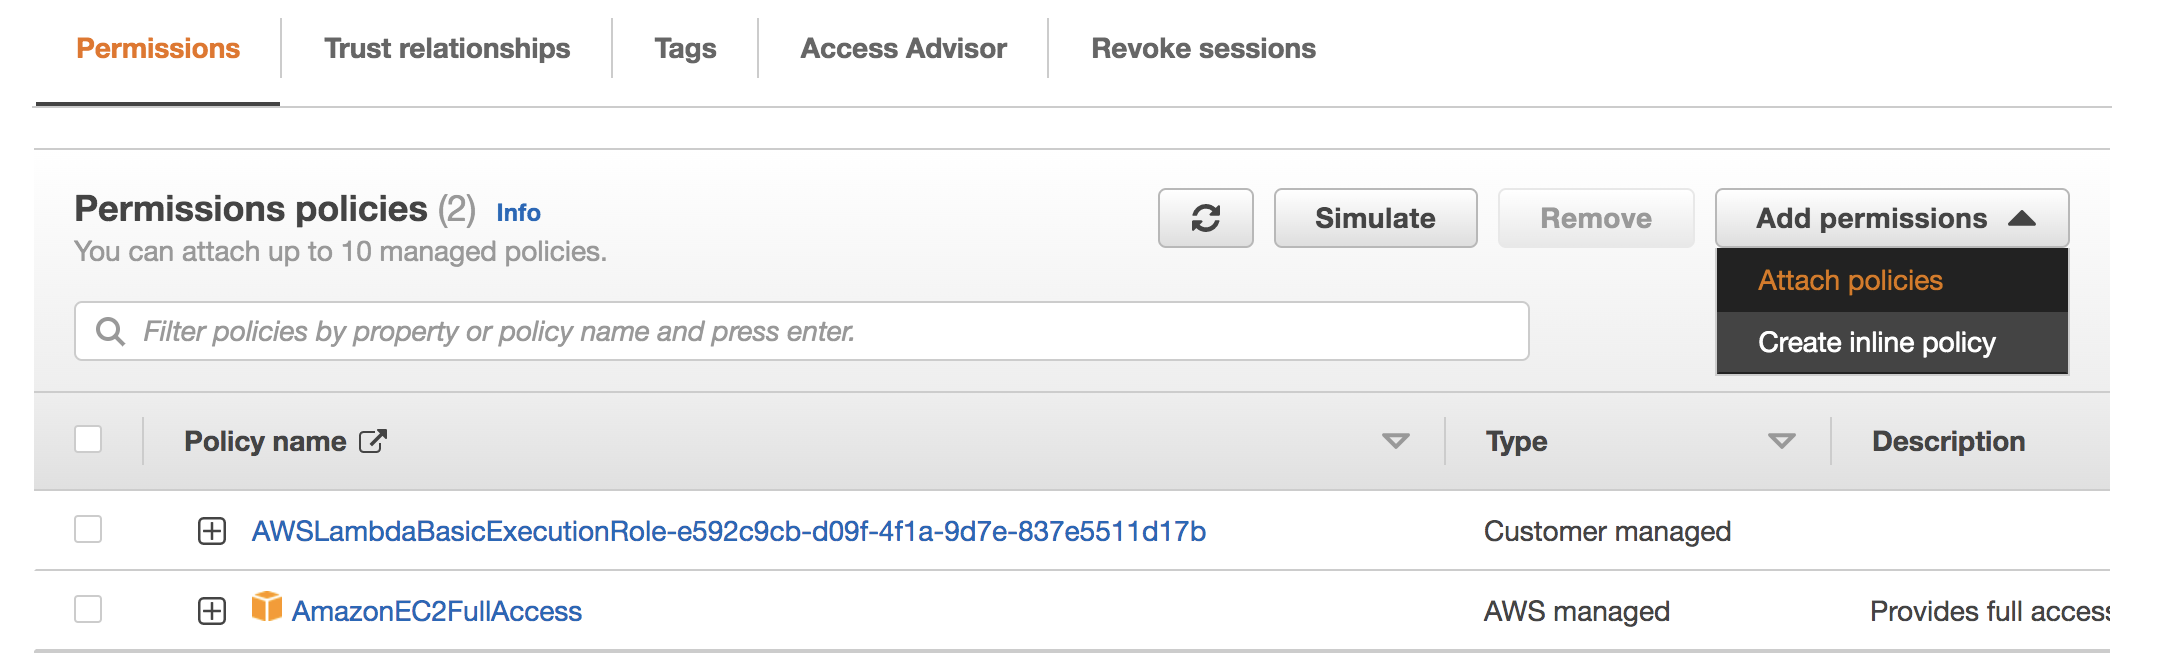 Permissions Trust relationships Tags Access Advisor Revoke sessions
Permissions policies (2) Info
You can attach up to 10 managed policies.
Simulate Remove Add permissions
Attach policies
Create inline policy
Filter policies by property or policy name and press enter.
Policy name Type Description
AWSLambdaBasicExecutionRole-e592c9cb-d09f-4f1a-9d7e-837e5511d17b Customer managed
AmazonEC2FullAccess AWS managed Provides full access